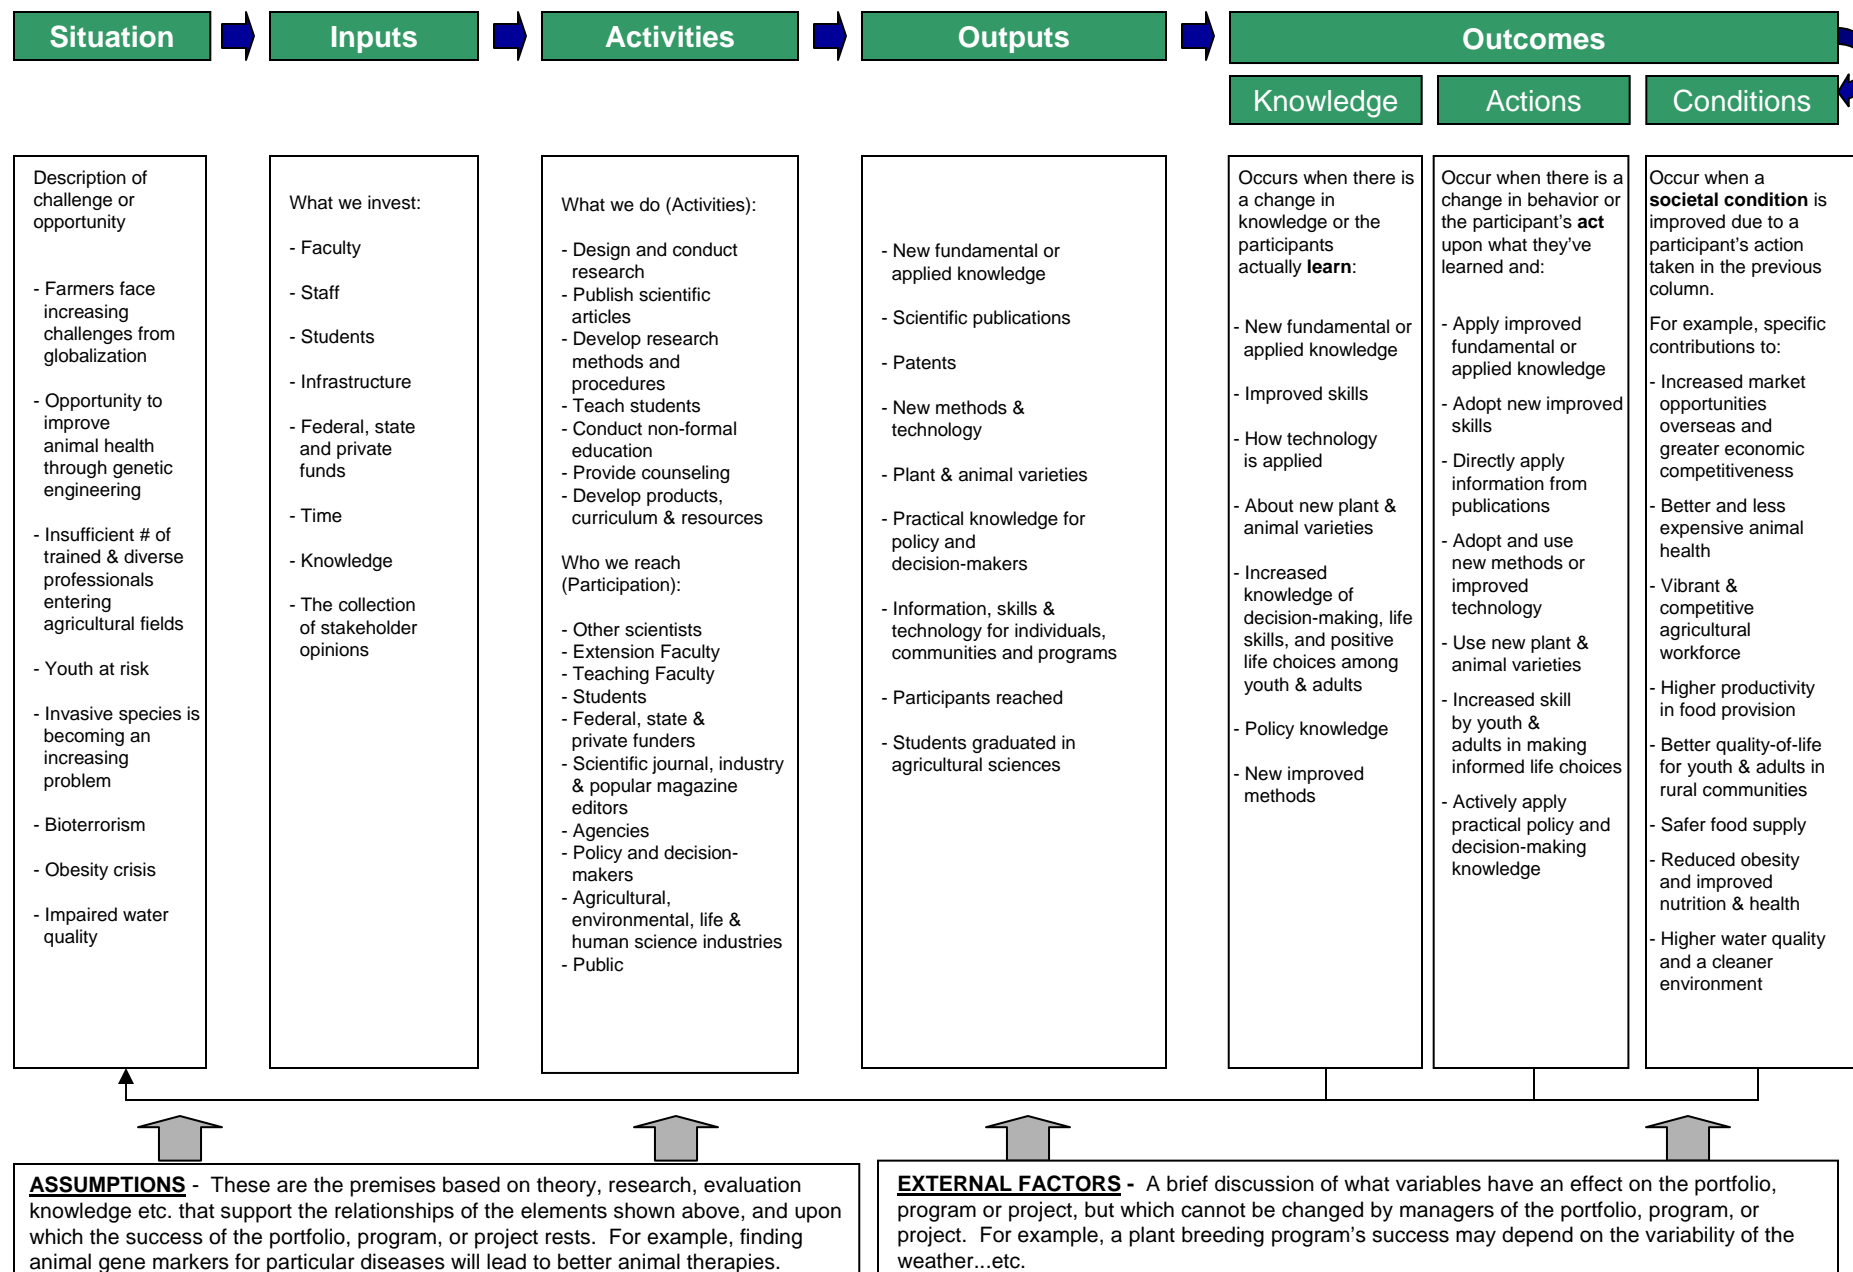 Situation
Inputs
Activities
Outputs
Outcomes
Knowledge
Actions
Conditions
Description of
challenge or
opportunity
- Farmers face
increasing
challenges from
globalization
- Opportunity to
improve
animal health
through genetic
engineering
- Insufficient # of
trained & diverse
professionals
entering
agricultural fields
- Youth at risk
- Invasive species is
becoming an
increasing
problem
- Bioterrorism
- Obesity crisis
- Impaired water
quality
What we invest:
- Faculty
- Staff
- Students
- Infrastructure
- Federal, state
and private
funds
- Time
- Knowledge
- The collection
of stakeholder
opinions
What we do (Activities):
- Design and conduct
research
- Publish scientific
articles
- Develop research
methods and
procedures
- Teach students
- Conduct non-formal
education
- Provide counseling
- Develop products,
curriculum & resources
Who we reach
(Participation):
- Other scientists
- Extension Faculty
- Teaching Faculty
- Students
- Federal, state &
private funders
- Scientific journal, industry
& popular magazine
editors
- Agencies
- Policy and decision-
makers
- Agricultural,
environmental, life &
human science industries
- Public
- New fundamental or
applied knowledge
- Scientific publications
- Patents
- New methods &
technology
- Plant & animal varieties
- Practical knowledge for
policy and
decision-makers
- Information, skills &
technology for individuals,
communities and programs
- Participants reached
- Students graduated in
agricultural sciences
Occurs when there is
a change in
knowledge or the
participants
actually learn:
- New fundamental or
applied knowledge
- Improved skills
- How technology
is applied
- About new plant &
animal varieties
- Increased
knowledge of
decision-making, life
skills, and positive
life choices among
youth & adults
- Policy knowledge
- New improved
methods
Occur when there is a
change in behavior or
the participant's act
upon what they've
learned and:
- Apply improved
fundamental or
applied knowledge
- Adopt new improved
skills
- Directly apply
information from
publications
- Adopt and use
new methods or
improved
technology
- Use new plant &
animal varieties
- Increased skill
by youth &
adults in making
informed life choices
- Actively apply
practical policy and
decision-making
knowledge
Occur when a
societal condition is
improved due to a
participant's action
taken in the previous
column.
For example, specific
contributions to:
- Increased market
opportunities
overseas and
greater economic
competitiveness
- Better and less
expensive animal
health
- Vibrant &
competitive
agricultural
workforce
- Higher productivity
in food provision
- Better quality-of-life
for youth & adults in
rural communities
- Safer food supply
- Reduced obesity
and improved
nutrition & health
- Higher water quality
and a cleaner
environment
ASSUMPTIONS - These are the premises based on theory, research, evaluation
knowledge etc. that support the relationships of the elements shown above, and upon
which the success of the portfolio, program, or project rests. For example, finding
animal gene markers for particular diseases will lead to better animal therapies.
EXTERNAL FACTORS - A brief discussion of what variables have an effect on the portfolio,
program or project, but which cannot be changed by managers of the portfolio, program, or
project. For example, a plant breeding program's success may depend on the variability of the
weather...etc.